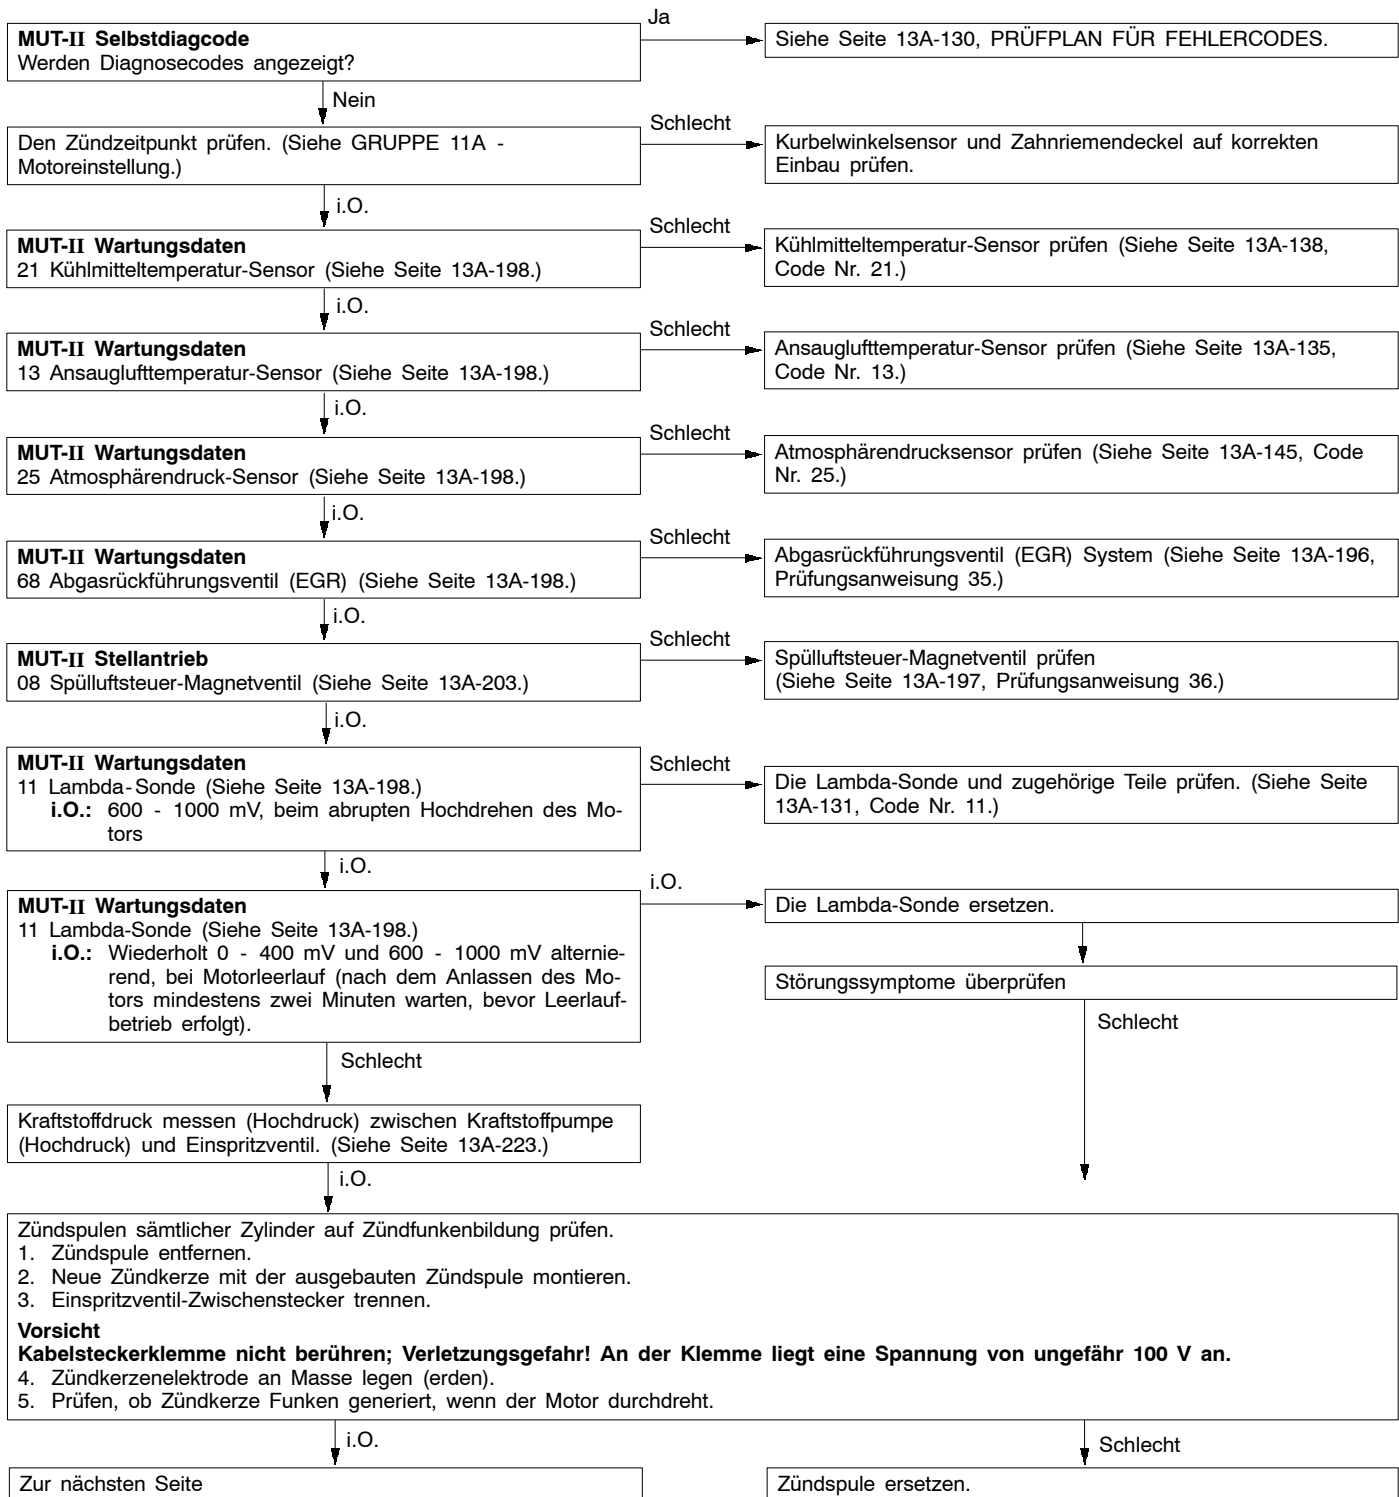 Ja
MUT-II Selbstdiagcode
Werden Diagnosecodes angezeigt?
Siehe Seite 13A-130, PRÜFPLAN FÜR FEHLERCODES.
Nein
Den Zündzeitpunkt prüfen. (Siehe GRUPPE 11A -
Motoreinstellung.)
Schlecht
Kurbelwinkelsensor und Zahnriemendeckel auf korrekten
Einbau prüfen.
i.O.
MUT-II Wartungsdaten
21 Kühlmitteltemperatur-Sensor (Siehe Seite 13A-198.)
Schlecht
Kühlmitteltemperatur-Sensor prüfen (Siehe Seite 13A-138,
Code Nr. 21.)
i.O.
MUT-II Wartungsdaten
13 Ansauglufttemperatur-Sensor (Siehe Seite 13A-198.)
Schlecht
Ansauglufttemperatur-Sensor prüfen (Siehe Seite 13A-135,
Code Nr. 13.)
i.O.
MUT-II Wartungsdaten
25 Atmosphärendruck-Sensor (Siehe Seite 13A-198.)
Schlecht
Atmosphärendrucksensor prüfen (Siehe Seite 13A-145, Code
Nr. 25.)
i.O.
MUT-II Wartungsdaten
68 Abgasrückführungsventil (EGR) (Siehe Seite 13A-198.)
Schlecht
Abgasrückführungsventil (EGR) System (Siehe Seite 13A-196,
Prüfungsanweisung 35.)
i.O.
MUT-II Stellantrieb
08 Spülluftsteuer-Magnetventil (Siehe Seite 13A-203.)
Schlecht
Spülluftsteuer-Magnetventil prüfen
(Siehe Seite 13A-197, Prüfungsanweisung 36.)
i.O.
MUT-II Wartungsdaten
11 Lambda-Sonde (Siehe Seite 13A-198.)
i.O.: 600 - 1000 mV, beim abrupten Hochdrehen des Mo-
tors
Schlecht
Die Lambda-Sonde und zugehörige Teile prüfen. (Siehe Seite
13A-131, Code Nr. 11.)
i.O.
MUT-II Wartungsdaten
11 Lambda-Sonde (Siehe Seite 13A-198.)
i.O.: Wiederholt 0 - 400 mV und 600 - 1000 mV alternie-
rend, bei Motorleerlauf (nach dem Anlassen des Mo-
tors mindestens zwei Minuten warten, bevor Leerlauf-
betrieb erfolgt).
i.O.
Die Lambda-Sonde ersetzen.
Störungssymptome überprüfen
Schlecht
Schlecht
Kraftstoffdruck messen (Hochdruck) zwischen Kraftstoffpumpe
(Hochdruck) und Einspritzventil. (Siehe Seite 13A-223.)
i.O.
Zündspulen sämtlicher Zylinder auf Zündfunkenbildung prüfen.
1. Zündspule entfernen.
2. Neue Zündkerze mit der ausgebauten Zündspule montieren.
3. Einspritzventil-Zwischenstecker trennen.
Vorsicht
Kabelsteckerklemme nicht berühren; Verletzungsgefahr! An der Klemme liegt eine Spannung von ungefähr 100 V an.
4. Zündkerzenelektrode an Masse legen (erden).
5. Prüfen, ob Zündkerze Funken generiert, wenn der Motor durchdreht.
i.O.
Schlecht
Zur nächsten Seite
Zündspule ersetzen.